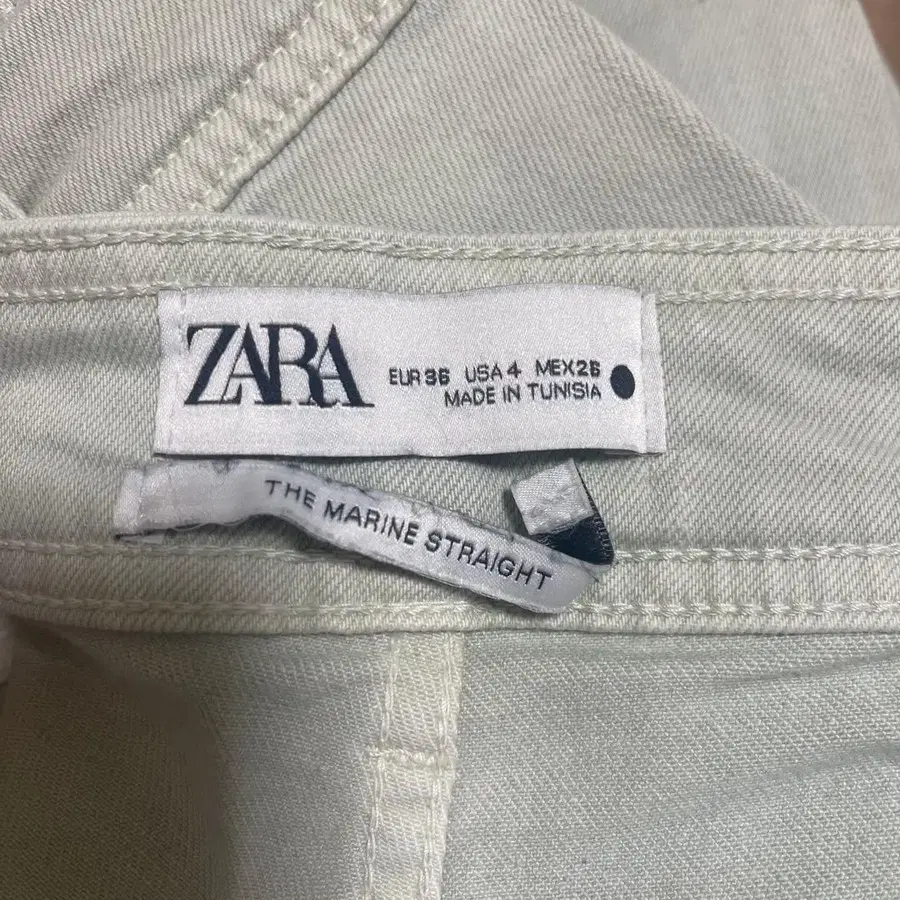 ZARA
EUR 36 USA 4 MEX 26
MADE IN TUNISIA
THE MARINE STRAIGHT